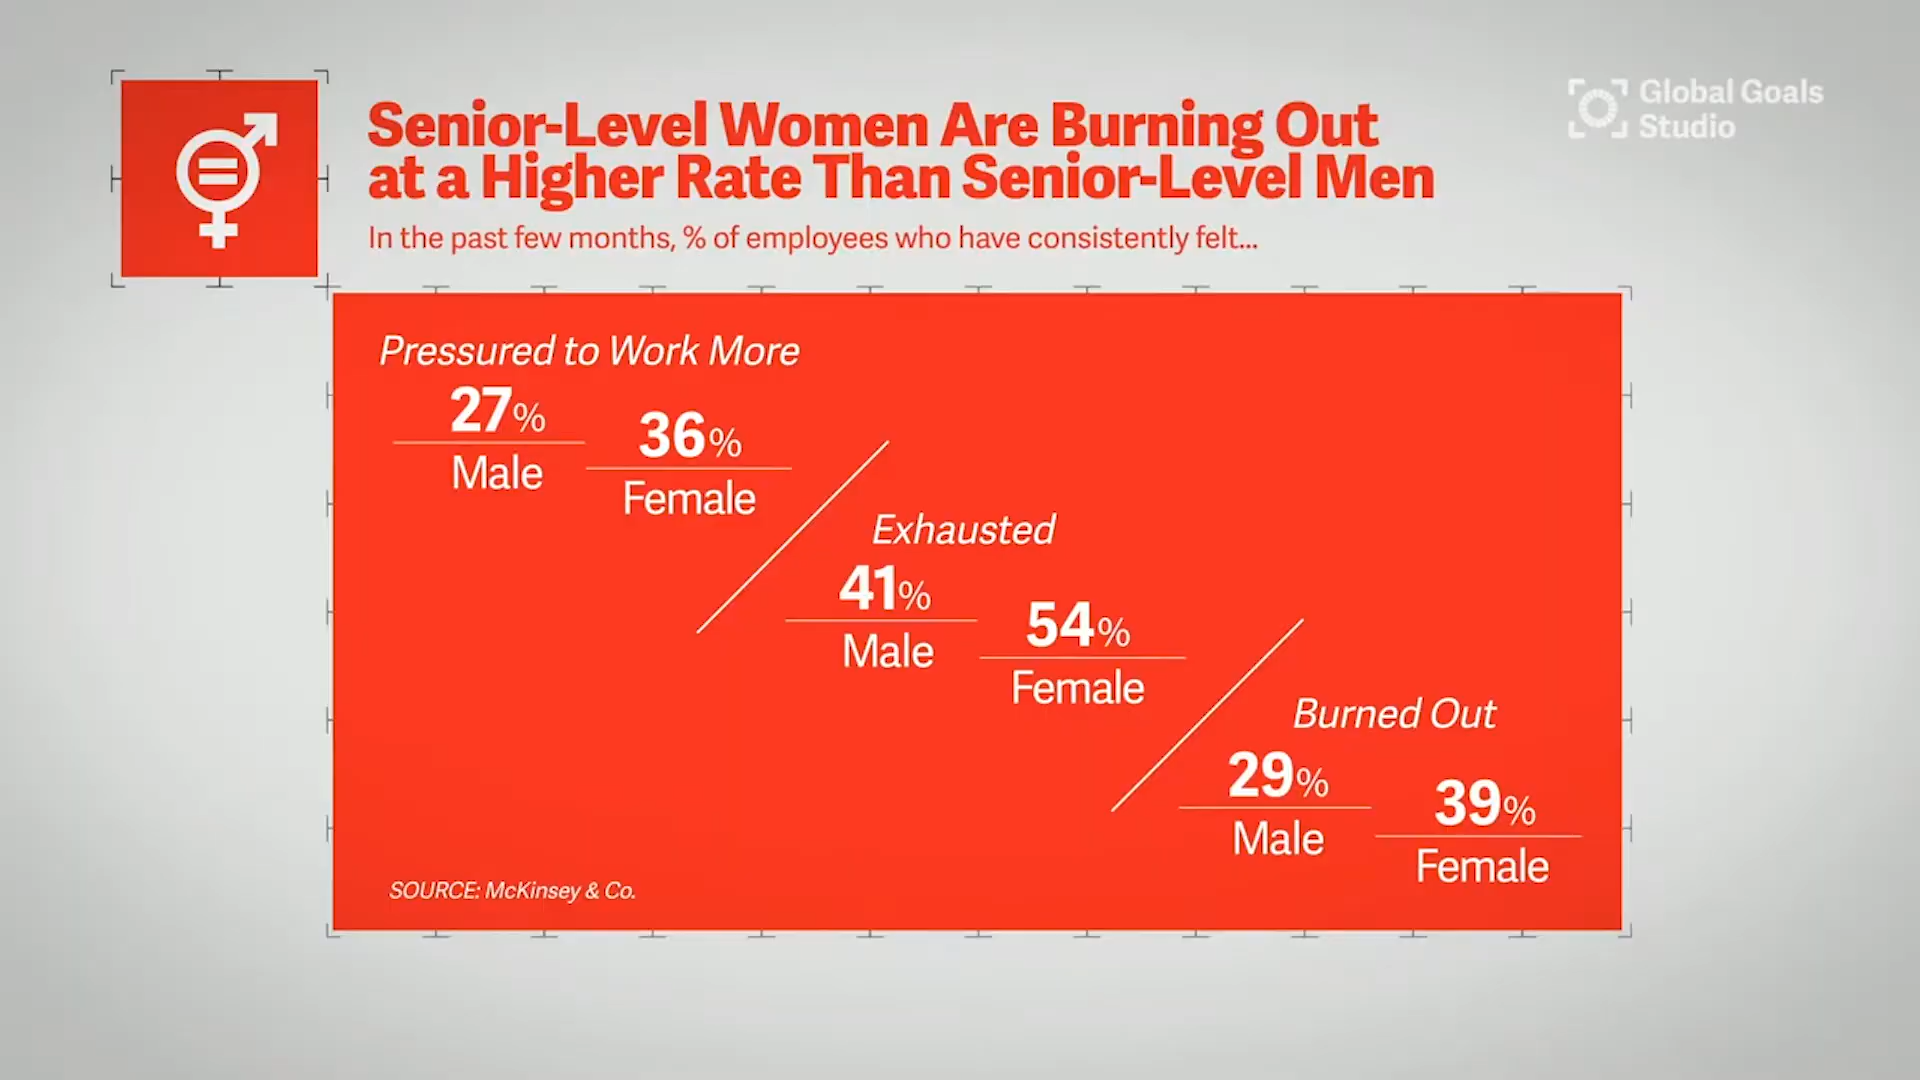 Senior-Level Women Are Burning Out
at a Higher Rate Than Senior-Level Men
In the past few months, % of employees who have consistently felt...
Global Goals
Studio
Pressured to Work More
27%
Male
36%
Female
Exhausted
41%
Male
54%
Female
Burned Out
29%
Male
39%
Female
SOURCE: McKinsey & Co.